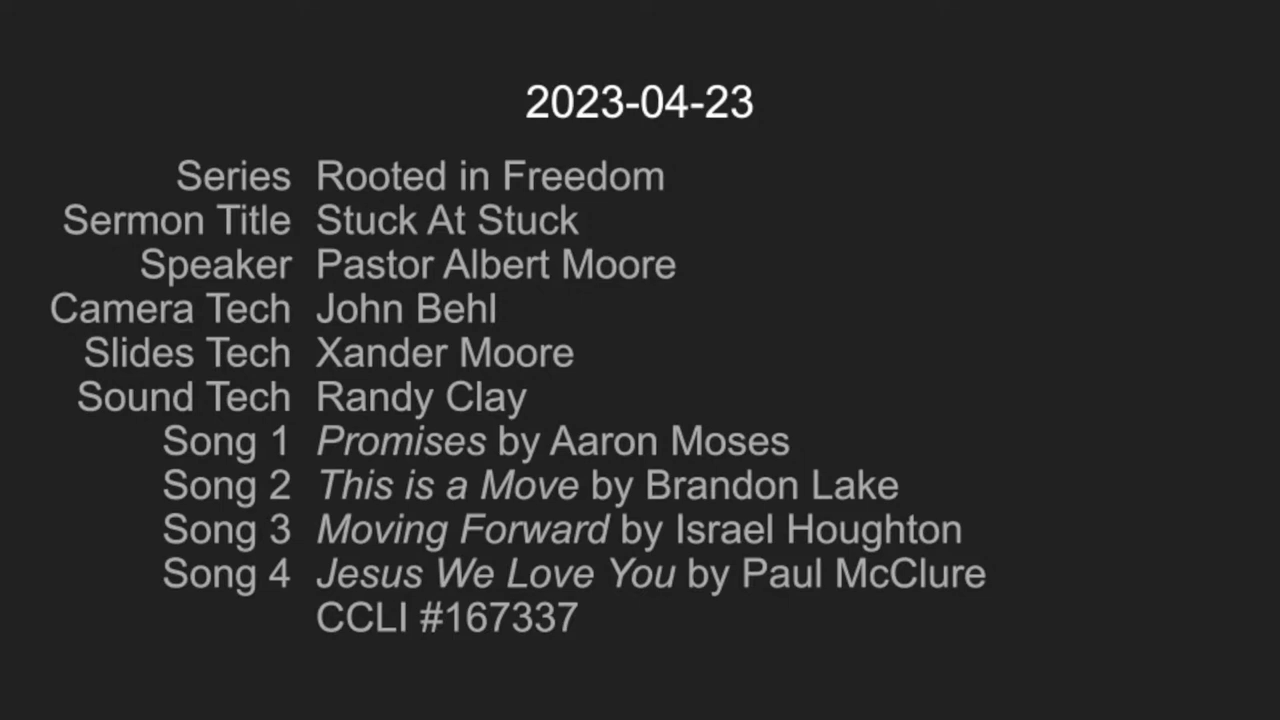 2023-04-23
Series Rooted in Freedom
Sermon Title Stuck At Stuck
Speaker Pastor Albert Moore
Camera Tech John Behl
Slides Tech Xander Moore
Sound Tech Randy Clay
Song 1 Promises by Aaron Moses
Song 2 This is a Move by Brandon Lake
Song 3 Moving Forward by Israel Houghton
Song 4 Jesus We Love You by Paul McClure
CCLI #167337